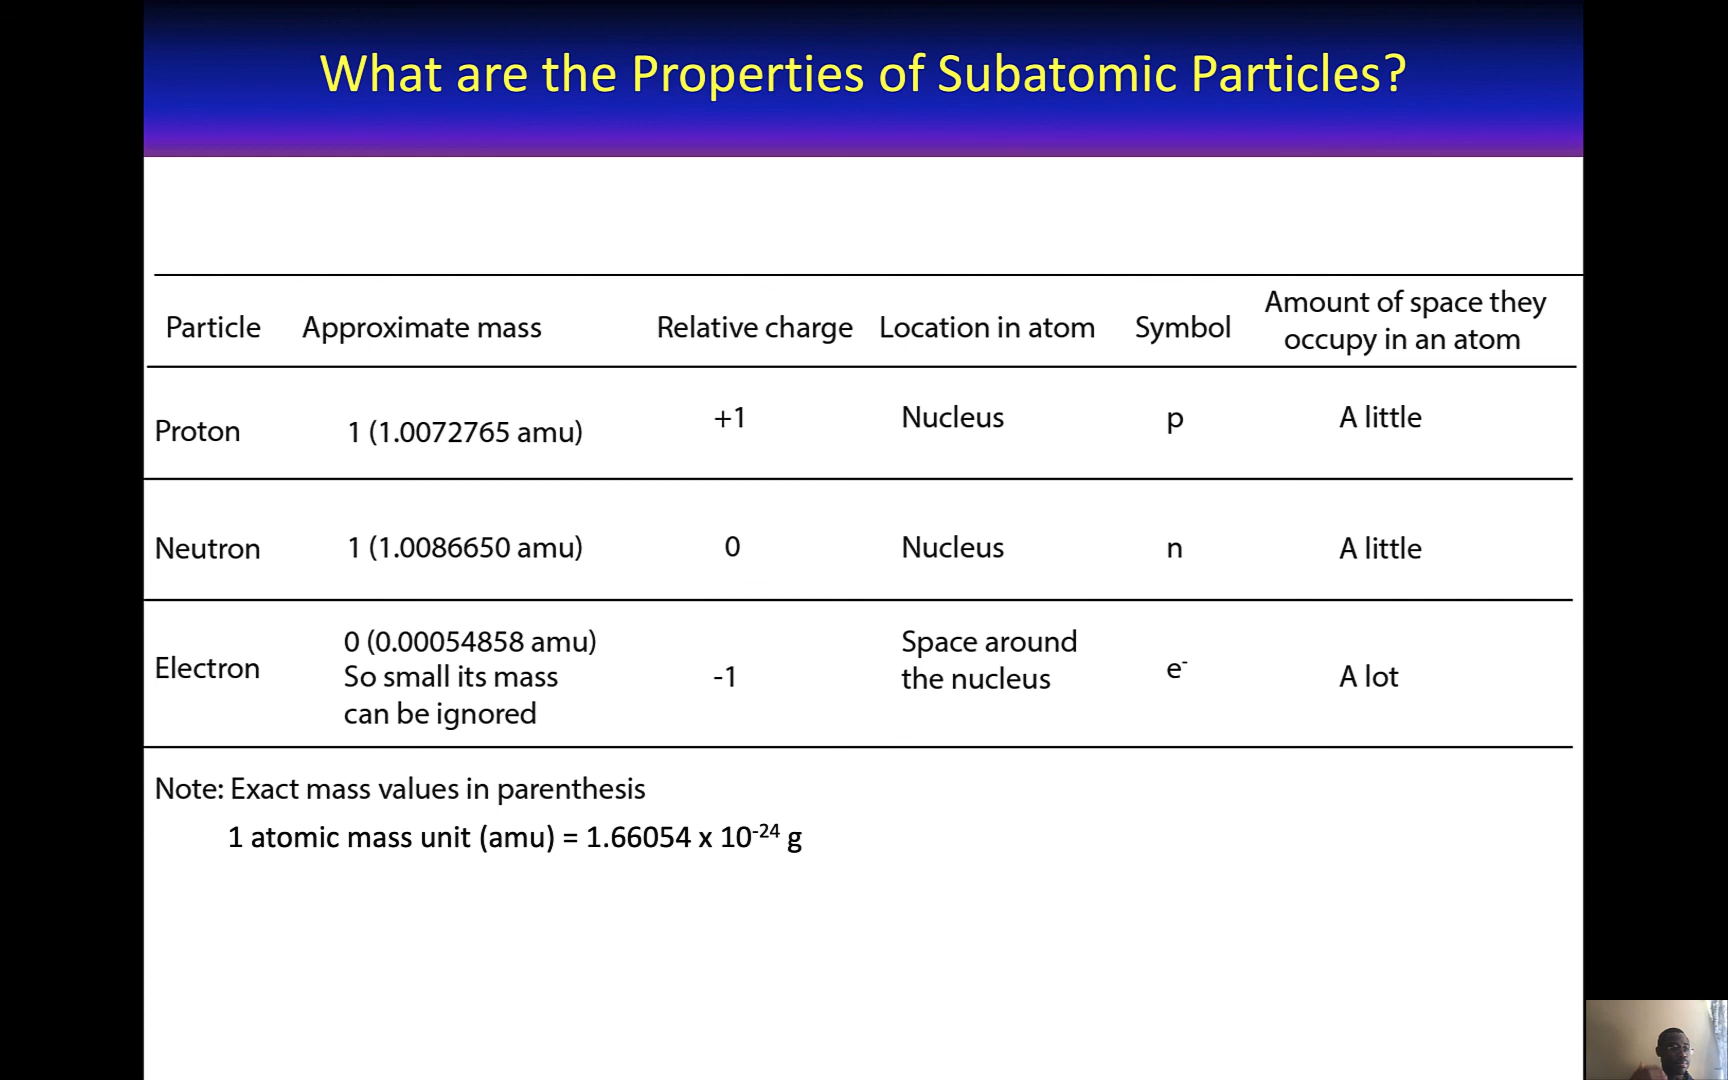 What are the Properties of Subatomic Particles?
Particle Approximate mass Relative charge Location in atom Symbol Amount of space they
occupy in an atom
Proton 1 (1.0072765 amu) +1 Nucleus p A little
Neutron 1 (1.0086650 amu) 0 Nucleus n A little
Electron 0 (0.00054858 amu)
So small its mass
can be ignored -1 Space around
the nucleus e⁻ A lot
Note: Exact mass values in parenthesis
1 atomic mass unit (amu) = 1.66054 x 10⁻²⁴ g